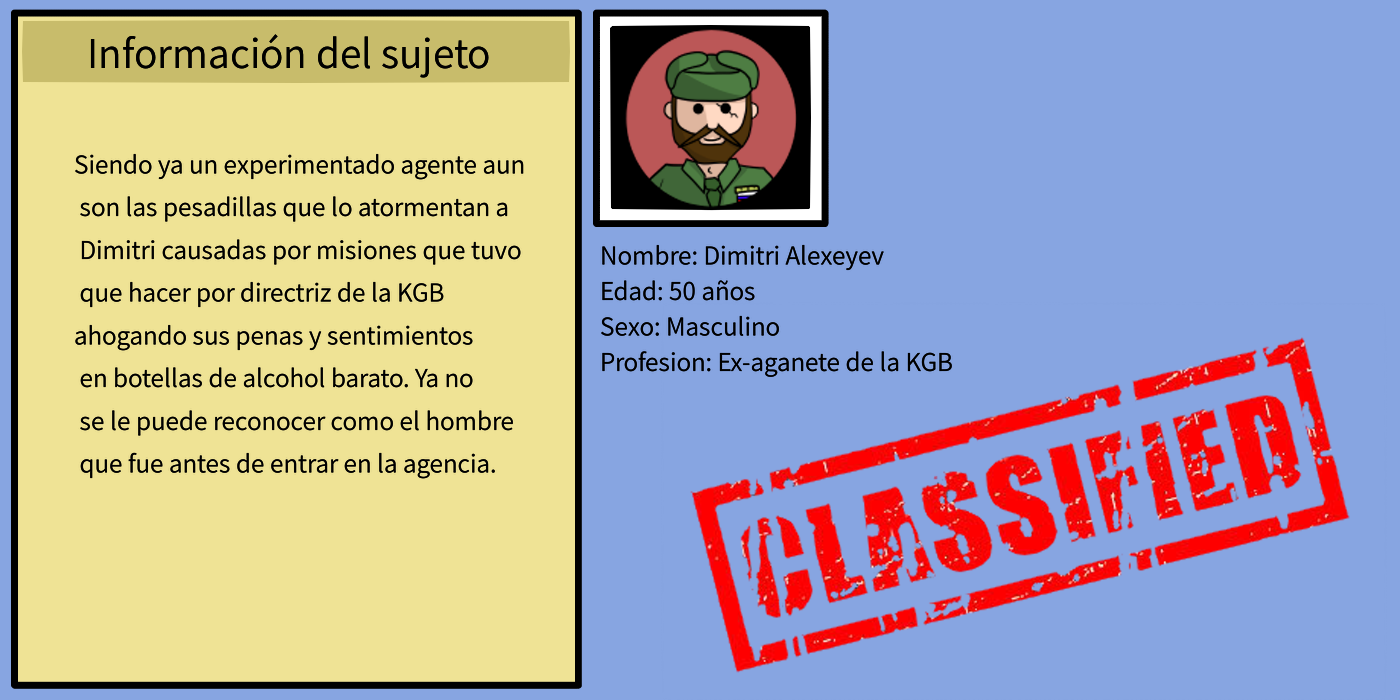 Información del sujeto
Siendo ya un experimentado agente aun
son las pesadillas que lo atormentan a
Dimitri causadas por misiones que tuvo
que hacer por directriz de la KGB
ahogando sus penas y sentimientos
en botellas de alcohol barato. Ya no
se le puede reconocer como el hombre
que fue antes de entrar en la agencia.
Nombre: Dimitri Alexeyev
Edad: 50 años
Sexo: Masculino
Profesion: Ex-aganete de la KGB
CLASSIFIED